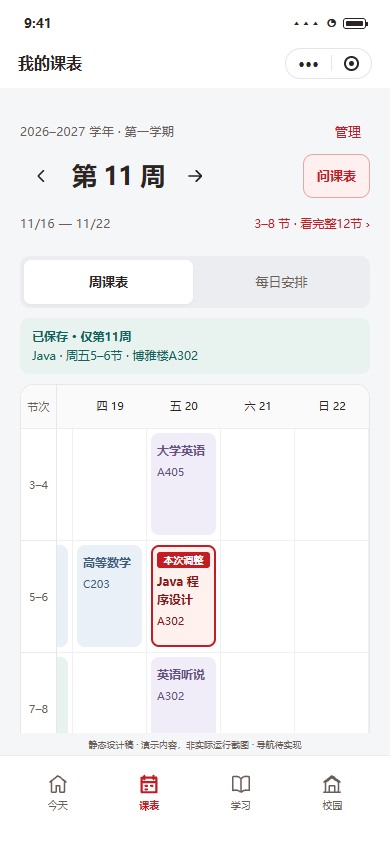 9:41
我的课表
2026–2027 学年 · 第一学期
管理
第 11 周
问课表
11/16 — 11/22
3–8 节 · 看完整12节 ›
周课表
每日安排
已保存 · 仅第11周
Java · 周五5–6节 · 博雅楼A302
节次
四 19
五 20
六 21
日 22
3–4
大学英语
A405
5–6
高等数学
C203
本次调整
Java 程
序设计
A302
7–8
英语听说
A302
静态设计稿 · 演示内容，非实际运行截图 · 导航待实现
今天
课表
学习
校园